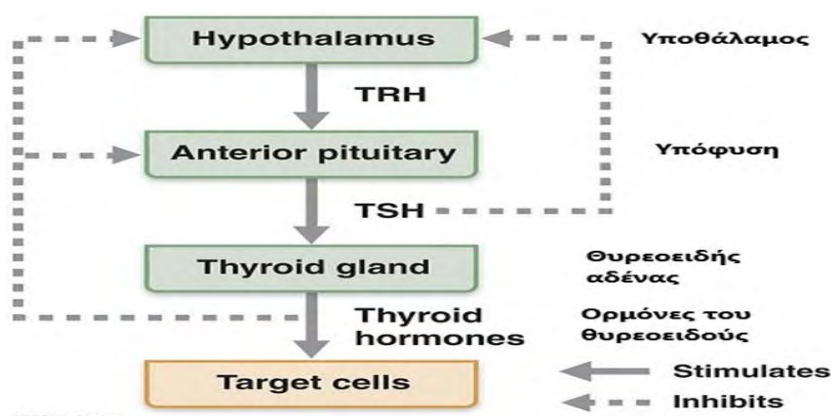 Hypothalamus
Υποθάλαμος
TRH
Anterior pituitary
Υπόφυση
TSH
Thyroid gland
Θυρεοειδής
αδένας
Thyroid
hormones
Ορμόνες του
θυρεοειδούς
Target cells
Stimulates
Inhibits